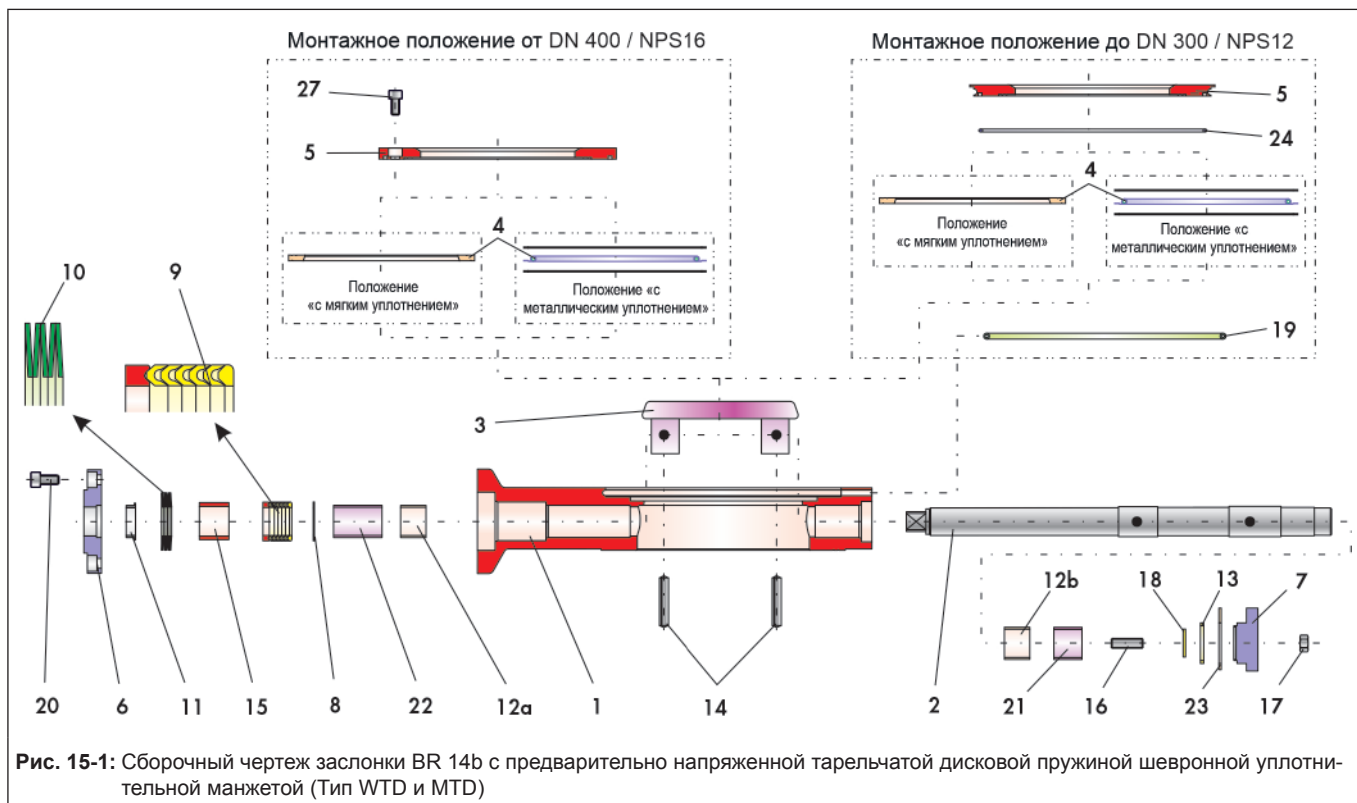 Монтажное положение от DN 400 / NPS16
Монтажное положение до DN 300 / NPS12
27
5
5
24
4
4
Положение
«с мягким уплотнением»
Положение «с
металлическим уплотнением»
Положение
«с мягким уплотнением»
Положение «с
металлическим уплотнением»
10
9
19
3
12b
18
13
7
20
6
11
15
8
22
12a
1
14
2
21
16
23
17
Рис. 15-1: Сборочный чертеж заслонки BR 14b с предварительно напряженной тарельчатой дисковой пружиной шевронной уплотни-
тельной манжетой (Тип WTD и MTD)